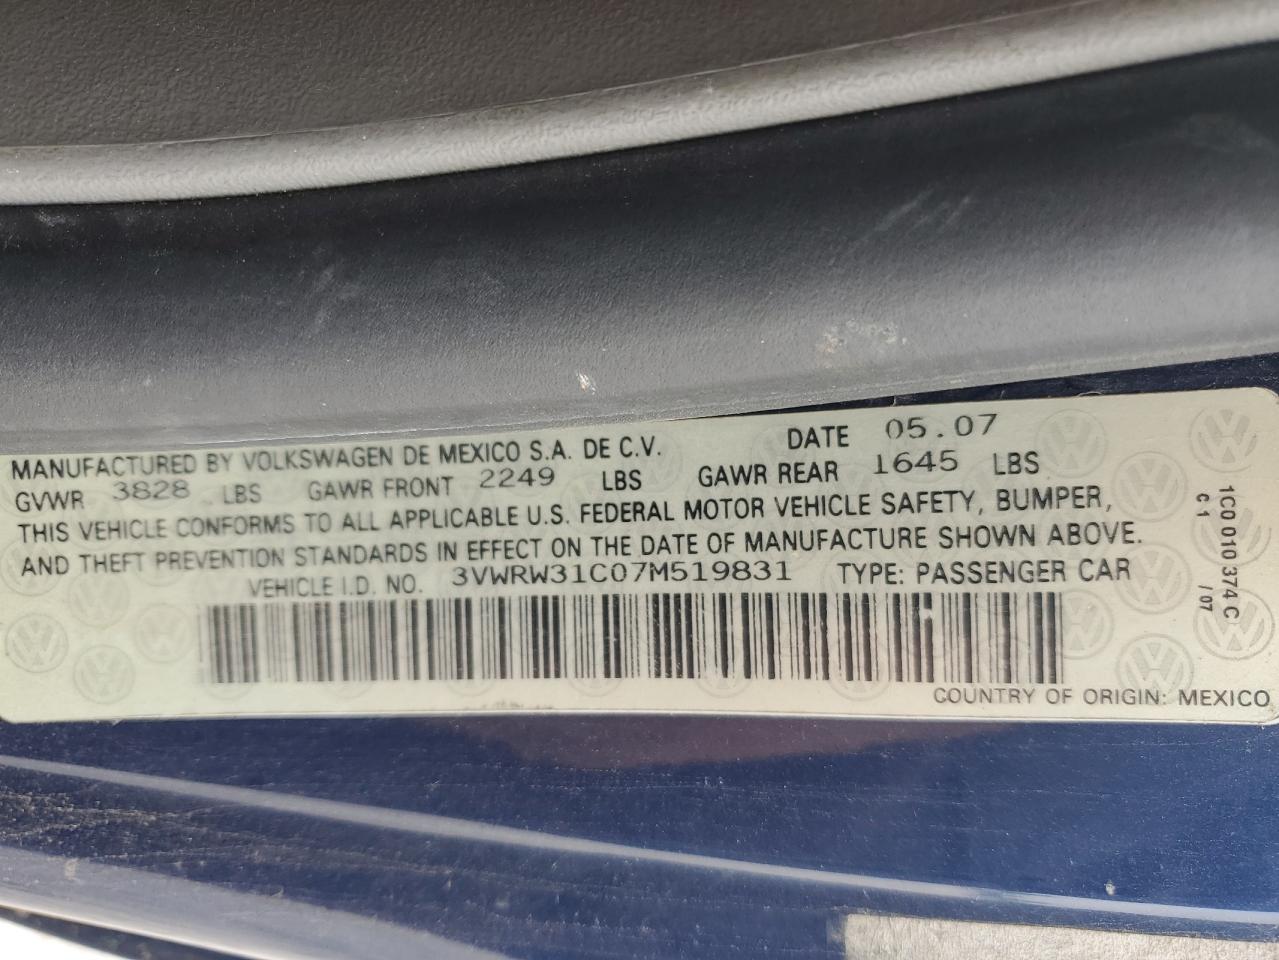 MANUFACTURED BY VOLKSWAGEN DE MEXICO S.A. DE C.V. DATE 05.07
GVWR 3828 LBS GAWR FRONT 2249 LBS GAWR REAR 1645 LBS
THIS VEHICLE CONFORMS TO ALL APPLICABLE U.S. FEDERAL MOTOR VEHICLE SAFETY, BUMPER,
AND THEFT PREVENTION STANDARDS IN EFFECT ON THE DATE OF MANUFACTURE SHOWN ABOVE.
VEHICLE I.D. NO. 3VWRW31C07M519831 TYPE: PASSENGER CAR
COUNTRY OF ORIGIN: MEXICO
1C0 010 374 C
C 1 / 07